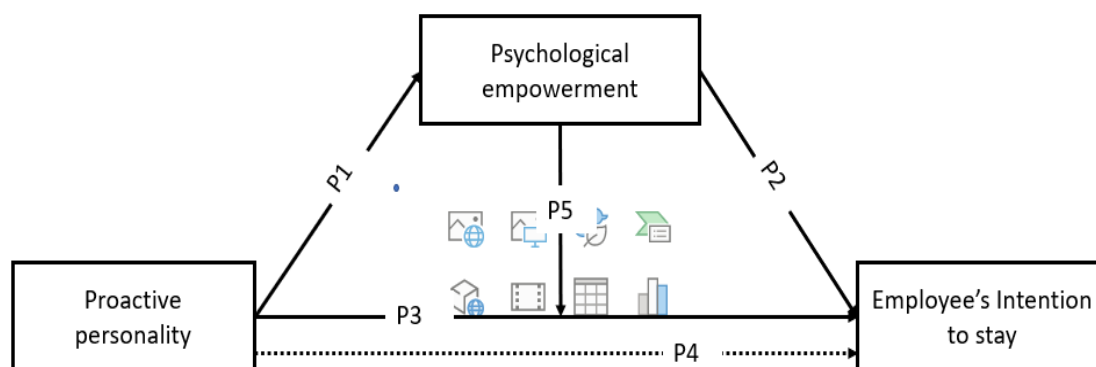 Psychological
empowerment
P1
P2
P5
Proactive
personality
P3
Employee's Intention
to stay
P4